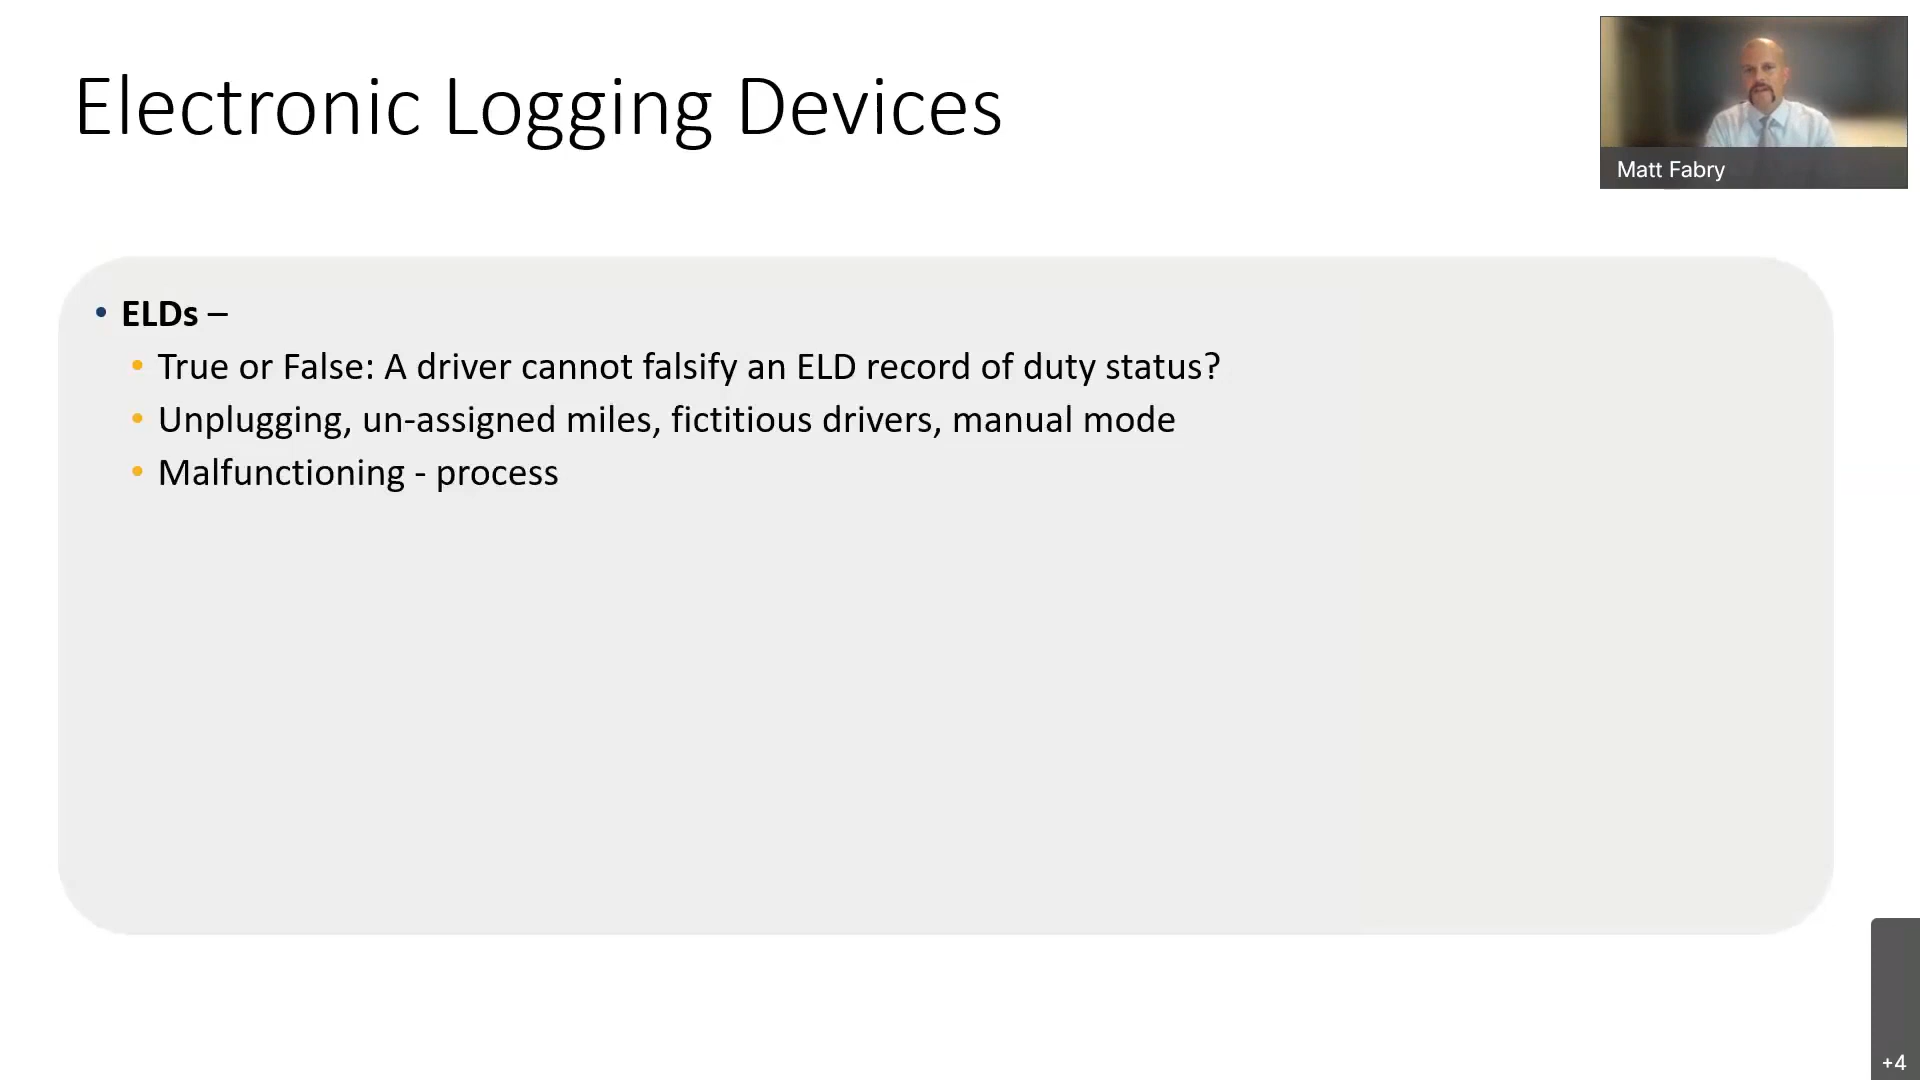 Electronic Logging Devices
Matt Fabry
• ELDs –
• True or False: A driver cannot falsify an ELD record of duty status?
• Unplugging, un-assigned miles, fictitious drivers, manual mode
• Malfunctioning - process
+4